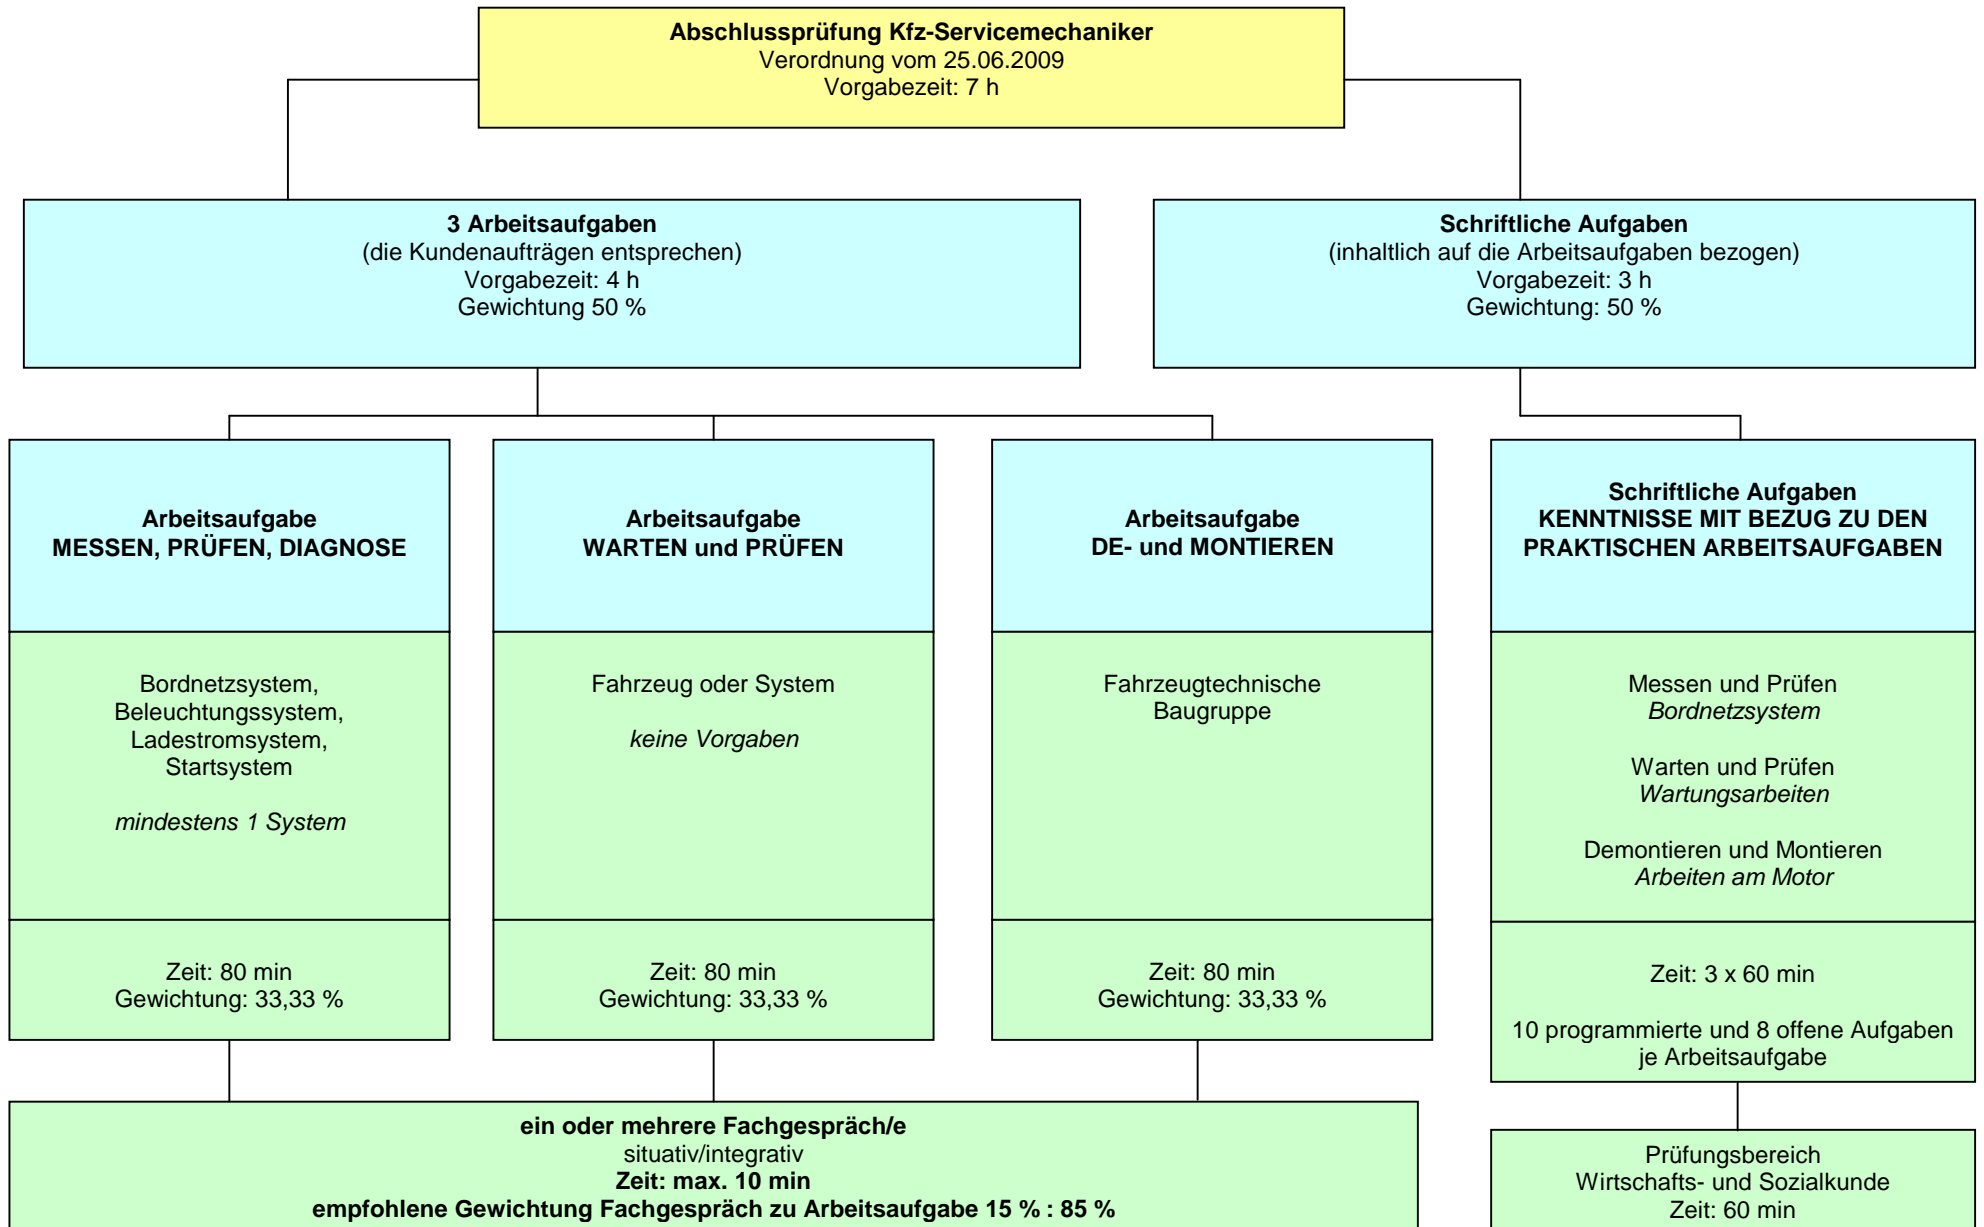 Abschlussprüfung Kfz-Servicemechaniker
Verordnung vom 25.06.2009
Vorgabezeit: 7 h
3 Arbeitsaufgaben
(die Kundenaufträgen entsprechen)
Vorgabezeit: 4 h
Gewichtung 50 %
Schriftliche Aufgaben
(inhaltlich auf die Arbeitsaufgaben bezogen)
Vorgabezeit: 3 h
Gewichtung: 50 %
Arbeitsaufgabe
MESSEN, PRÜFEN, DIAGNOSE
Bordnetzsystem,
Beleuchtungssystem,
Ladestromsystem,
Startsystem
mindestens 1 System
Zeit: 80 min
Gewichtung: 33,33 %
Arbeitsaufgabe
WARTEN und PRÜFEN
Fahrzeug oder System
keine Vorgaben
Zeit: 80 min
Gewichtung: 33,33 %
Arbeitsaufgabe
DE- und MONTIEREN
Fahrzeugtechnische
Baugruppe
Zeit: 80 min
Gewichtung: 33,33 %
Schriftliche Aufgaben
KENNTNISSE MIT BEZUG ZU DEN
PRAKTISCHEN ARBEITSAUFGABEN
Messen und Prüfen
Bordnetzsystem
Warten und Prüfen
Wartungsarbeiten
Demontieren und Montieren
Arbeiten am Motor
Zeit: 3 x 60 min
10 programmierte und 8 offene Aufgaben
je Arbeitsaufgabe
ein oder mehrere Fachgespräch/e
situativ/integrativ
Zeit: max. 10 min
empfohlene Gewichtung Fachgespräch zu Arbeitsaufgabe 15 % : 85 %
Prüfungsbereich
Wirtschafts- und Sozialkunde
Zeit: 60 min